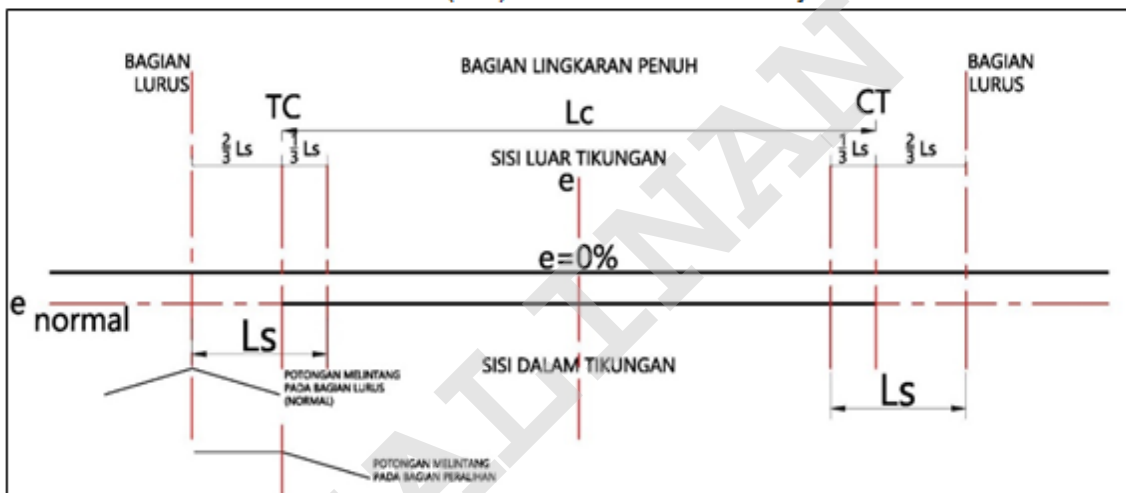 BAGIAN
LURUS
BAGIAN LINGKARAN PENUH
BAGIAN
LURUS
TC
Lc
CT
2/3 Ls
1/3 Ls
SISI LUAR TIKUNGAN
1/3 Ls
2/3 Ls
e
e=0%
e normal
Ls
SISI DALAM TIKUNGAN
POTONGAN MELINTANG
PADA BAGIAN LURUS
(NORMAL)
Ls
POTONGAN MELINTANG
PADA BAGIAN PERALIHAN
SALINAN